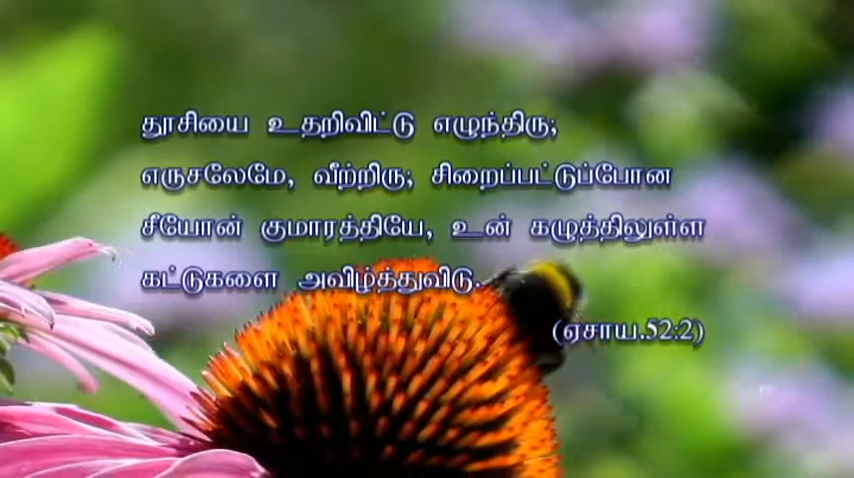 தூசியை உதறிவிட்டு எழுந்திரு;
எருசலேமே, வீற்றிரு; சிறைப்பட்டுப்போன
சீயோன் குமாரத்தியே, உன் கழுத்திலுள்ள
கட்டுகளை அவிழ்த்துவிடு.
(ஏசாய.52:2)